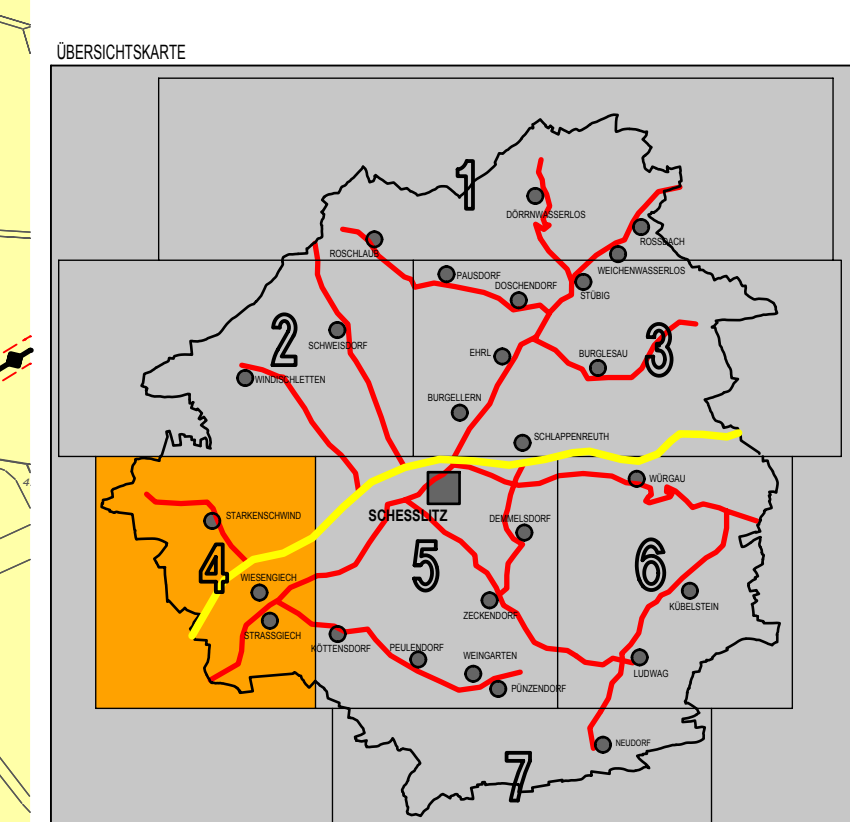 ÜBERSICHTSKARTE
1
DÖRRNWASSERLOS
ROSSBACH
ROSCHLAUB
WEICHENWASSERLOS
PAUSDORF
DOSCHENDORF
STÜBIG
2
SCHWEISDORF
EHRL
BURGLESAU
3
WINDISCHLETTEN
BURGELLERN
SCHLAPPENREUTH
WÜRGAU
SCHESSLITZ
STARKENSCHWIND
DEMMELSDORF
4
5
6
WIESENGIECH
KÜBELSTEIN
ZECKENDORF
STRASSGIECH
KÖTTENSDORF
PEULENDORF
WEINGARTEN
LUDWAG
PÜNZENDORF
NEUDORF
7